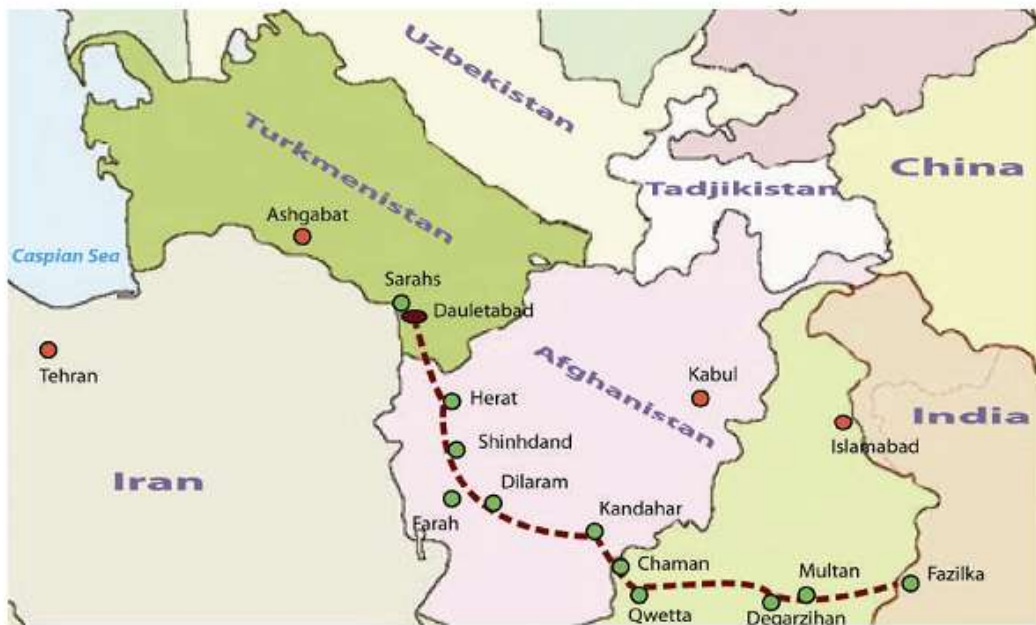 Uzbekistan
China
Turkmenistan
Tadjikistan
Ashgabat
Caspian Sea
Sarahs
Dauletabad
Tehran
Afghanistan
Kabul
Herat
India
Shinhdand
Islamabad
Iran
Dilaram
Farah
Kandahar
Chaman
Multan
Fazilka
Qwetta
Degarzihan